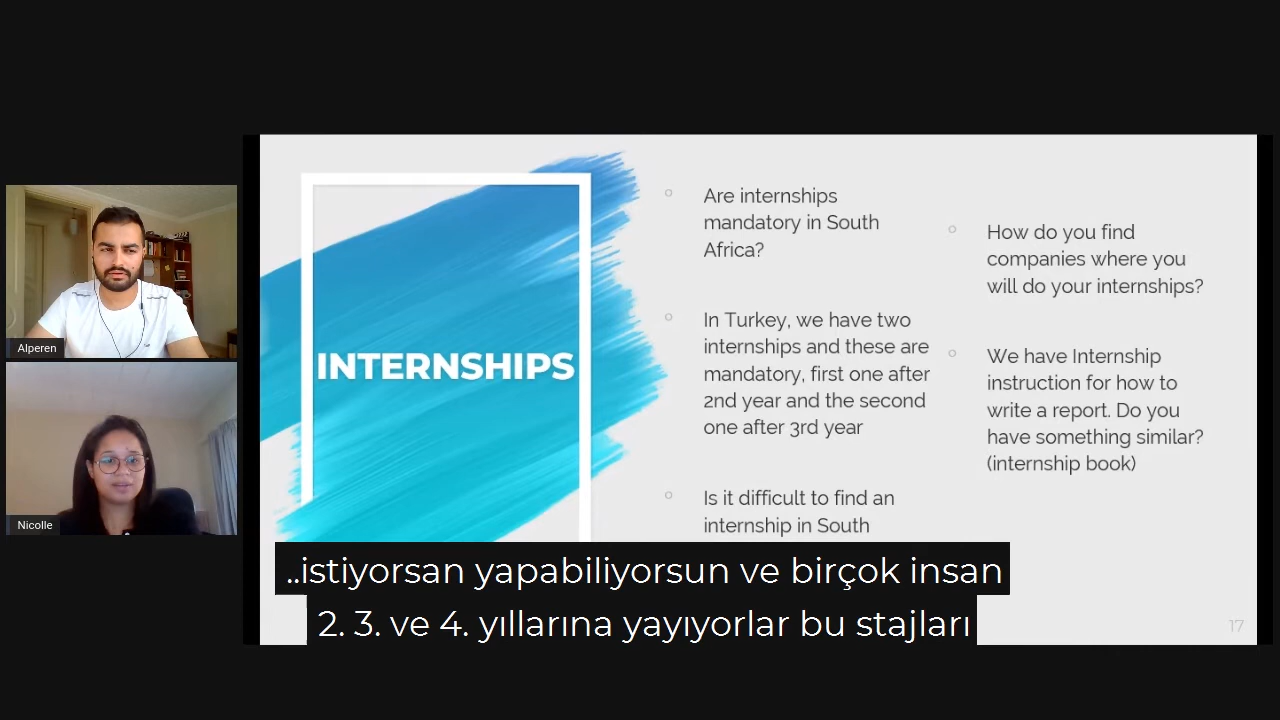 Alperen
Nicolle
INTERNSHIPS
Are internships
mandatory in South
Africa?
In Turkey, we have two
internships and these are
mandatory, first one after
2nd year and the second
one after 3rd year
Is it difficult to find an
internship in South
How do you find
companies where you
will do your internships?
We have Internship
instruction for how to
write a report. Do you
have something similar?
(internship book)
..istiyorsan yapabiliyorsun ve birçok insan
2. 3. ve 4. yıllarına yayıyorlar bu stajları
17